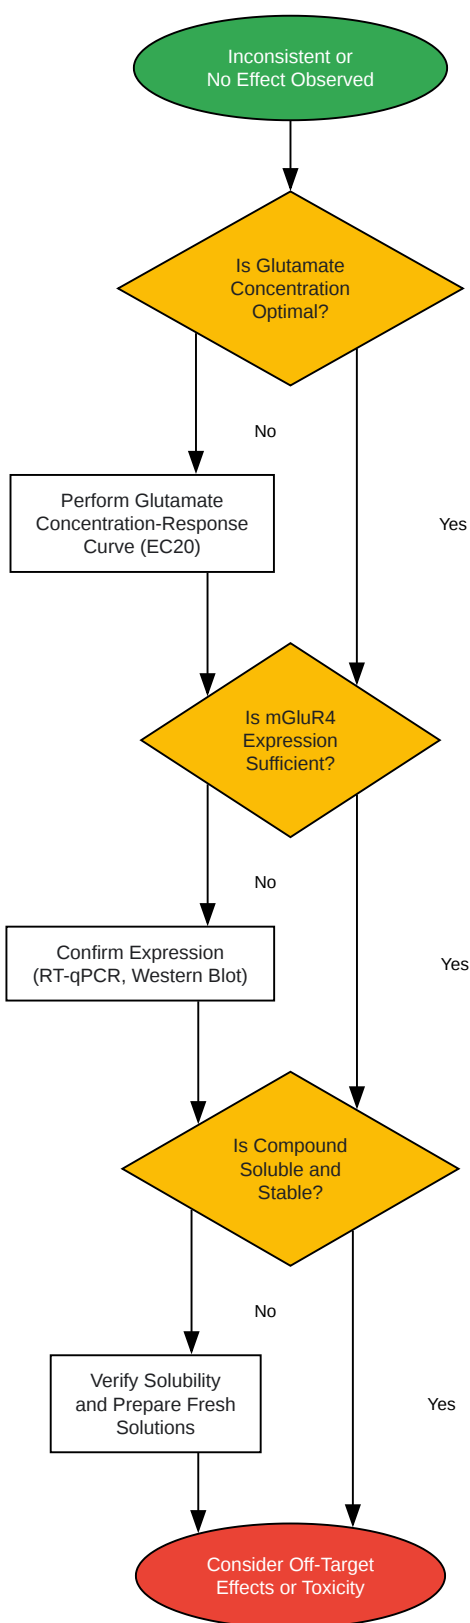 Inconsistent or
No Effect Observed
Is Glutamate
Concentration
Optimal?
No
Perform Glutamate
Concentration-Response
Curve (EC20)
Yes
Is mGluR4
Expression
Sufficient?
No
Confirm Expression
(RT-qPCR, Western Blot)
Yes
Is Compound
Soluble and
Stable?
No
Verify Solubility
and Prepare Fresh
Solutions
Yes
Consider Off-Target
Effects or Toxicity